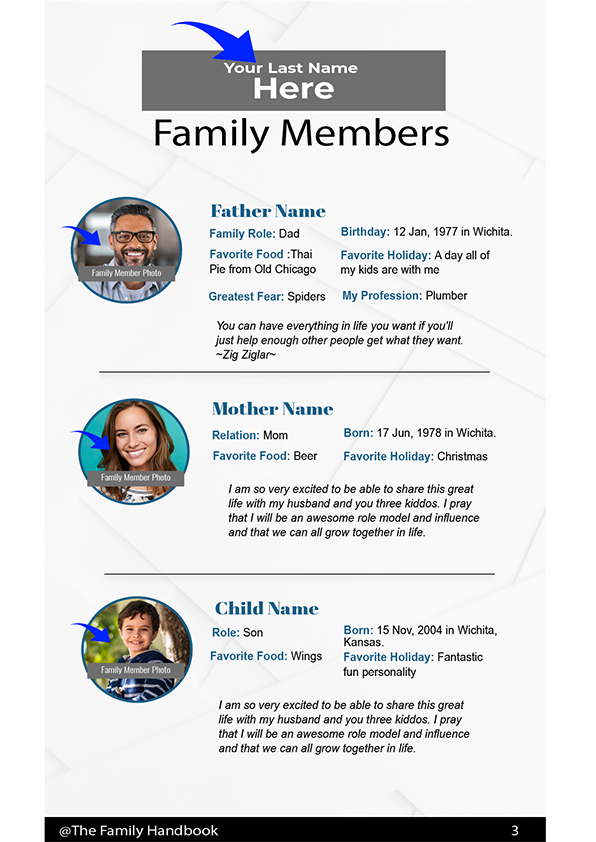 Your Last Name
Here
Family Members
Father Name
Family Role: Dad
Birthday: 12 Jan, 1977 in Wichita.
Favorite Food :Thai
Pie from Old Chicago
Favorite Holiday: A day all of
my kids are with me
Greatest Fear: Spiders
My Profession: Plumber
Family Member Photo
You can have everything in life you want if you'll
just help enough other people get what they want.
~Zig Ziglar~
Mother Name
Relation: Mom
Born: 17 Jun, 1978 in Wichita.
Favorite Food: Beer
Favorite Holiday: Christmas
Family Member Photo
I am so very excited to be able to share this great
life with my husband and you three kiddos. I pray
that I will be an awesome role model and influence
and that we can all grow together in life.
Child Name
Role: Son
Born: 15 Nov, 2004 in Wichita,
Kansas.
Favorite Food: Wings
Favorite Holiday: Fantastic
fun personality
Family Member Photo
I am so very excited to be able to share this great
life with my husband and you three kiddos. I pray
that I will be an awesome role model and influence
and that we can all grow together in life.
@The Family Handbook
3